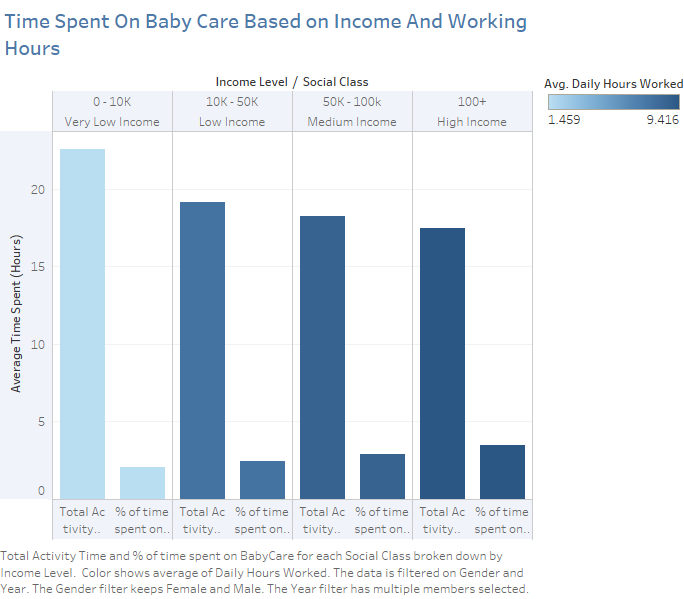 Time Spent On Baby Care Based on Income And Working
Hours
Income Level / Social Class
Avg. Daily Hours Worked
1.459 9.416
0 - 10K 10K - 50K 50K - 100k 100+
Very Low Income Low Income Medium Income High Income
Average Time Spent (Hours)
20
15
10
5
0
Total Ac % of time Total Ac % of time Total Ac % of time Total Ac % of time
tivity.. spent on.. tivity.. spent on.. tivity.. spent on.. tivity.. spent on..
Total Activity Time and % of time spent on BabyCare for each Social Class broken down by
Income Level. Color shows average of Daily Hours Worked. The data is filtered on Gender and
Year. The Gender filter keeps Female and Male. The Year filter has multiple members selected.